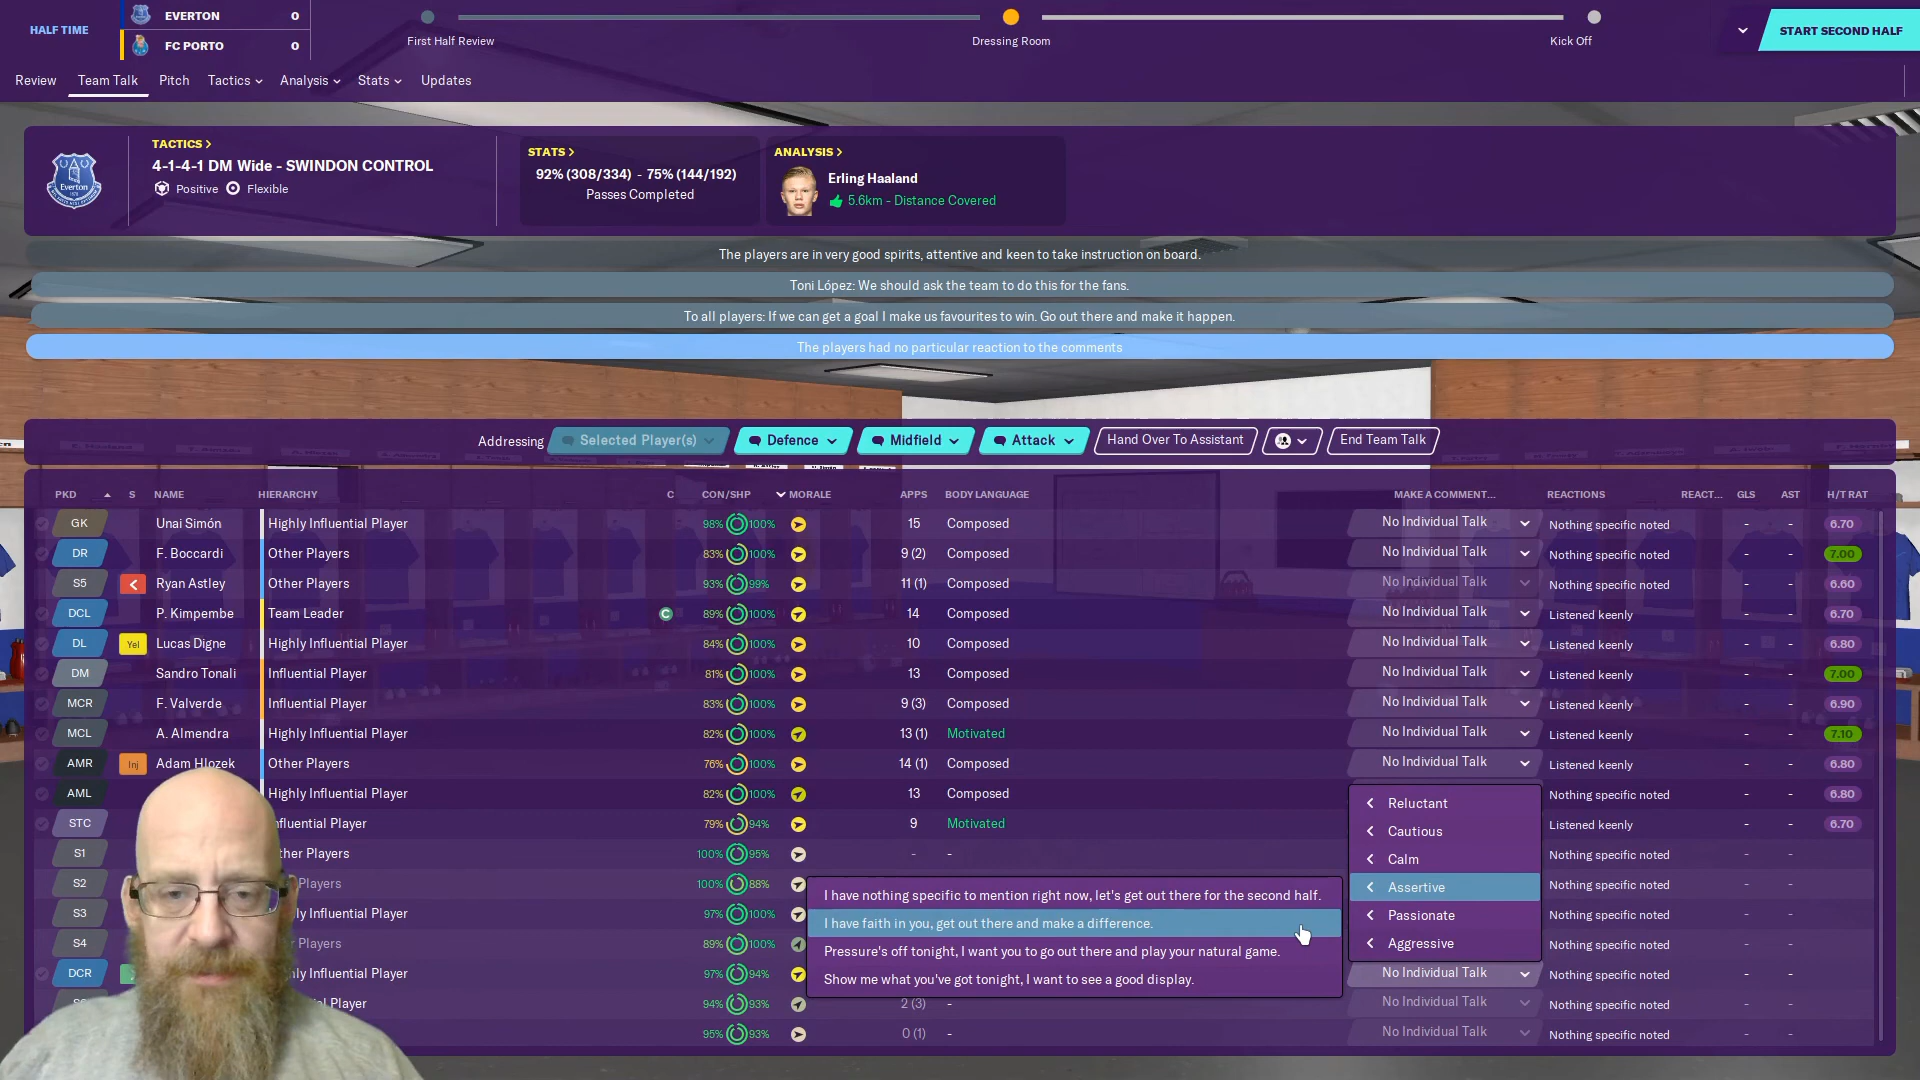 HALF TIME
EVERTON 0
FC PORTO 0
First Half Review
Dressing Room
Kick Off
START SECOND HALF
Review Team Talk Pitch Tactics Analysis Stats Updates
Everton
TACTICS >
4-1-4-1 DM Wide - SWINDON CONTROL
Positive Flexible
STATS >
92% (308/334) - 75% (144/192)
Passes Completed
ANALYSIS >
Erling Haaland
5.6km - Distance Covered
The players are in very good spirits, attentive and keen to take instruction on board.
Toni López: We should ask the team to do this for the fans.
To all players: If we can get a goal I make us favourites to win. Go out there and make it happen.
The players had no particular reaction to the comments
Addressing Selected Player(s) Defence Midfield Attack Hand Over To Assistant End Team Talk
PKD S NAME HIERARCHY C CON/SHP MORALE APPS BODY LANGUAGE MAKE A COMMENT... REACTIONS REACT... GLS AST H/T RAT
GK Unai Simón Highly Influential Player 98% 100% 15 Composed No Individual Talk Nothing specific noted - - 6.70
DR F. Boccardi Other Players 83% 100% 9 (2) Composed No Individual Talk Nothing specific noted - - 7.00
S5 Ryan Astley Other Players 93% 99% 11 (1) Composed No Individual Talk Nothing specific noted - - 6.60
DCL P. Kimpembe Team Leader C 89% 100% 14 Composed No Individual Talk Listened keenly - - 6.70
DL Yel Lucas Digne Highly Influential Player 84% 100% 10 Composed No Individual Talk Listened keenly - - 6.80
DM Sandro Tonali Influential Player 81% 100% 13 Composed No Individual Talk Listened keenly - - 7.00
MCR F. Valverde Influential Player 83% 100% 9 (3) Composed No Individual Talk Listened keenly - - 6.90
MCL A. Almendra Highly Influential Player 82% 100% 13 (1) Motivated No Individual Talk Listened keenly - - 7.10
AMR Inj Adam Hlozek Other Players 76% 100% 14 (1) Composed No Individual Talk Listened keenly - - 6.80
AML Highly Influential Player 82% 100% 13 Composed Nothing specific noted - - 6.80
STC nfluential Player 79% 94% 9 Motivated Listened keenly - - 6.70
S1 ther Players 100% 95% - - Nothing specific noted - -
S2 Players 100% 88% Nothing specific noted - -
S3 ly Influential Player 97% 100% Nothing specific noted - -
S4 Players 89% 100% Nothing specific noted - -
DCR ly Influential Player 97% 94% No Individual Talk Nothing specific noted - -
al Player 94% 93% 2 (3) - No Individual Talk Nothing specific noted - -
95% 93% 0 (1) - No Individual Talk Nothing specific noted - -
Reluctant
Cautious
Calm
Assertive
Passionate
Aggressive
I have nothing specific to mention right now, let's get out there for the second half.
I have faith in you, get out there and make a difference.
Pressure's off tonight, I want you to go out there and play your natural game.
Show me what you've got tonight, I want to see a good display.